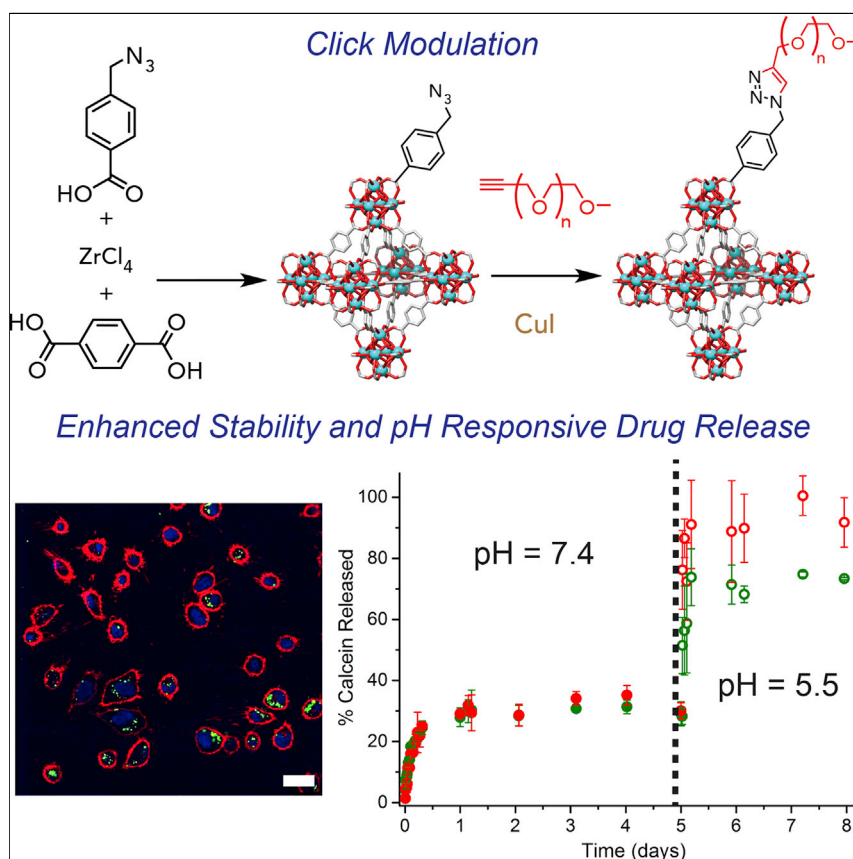 Click Modulation
N3
HO
O
+
ZrCl4
+
HO
O
O
OH
N3
O
n
O
CuI
O
n
O
N
N
N
Enhanced Stability and pH Responsive Drug Release
% Calcein Released
100
80
60
40
20
0
pH = 7.4
pH = 5.5
0 1 2 3 4 5 6 7 8
Time (days)